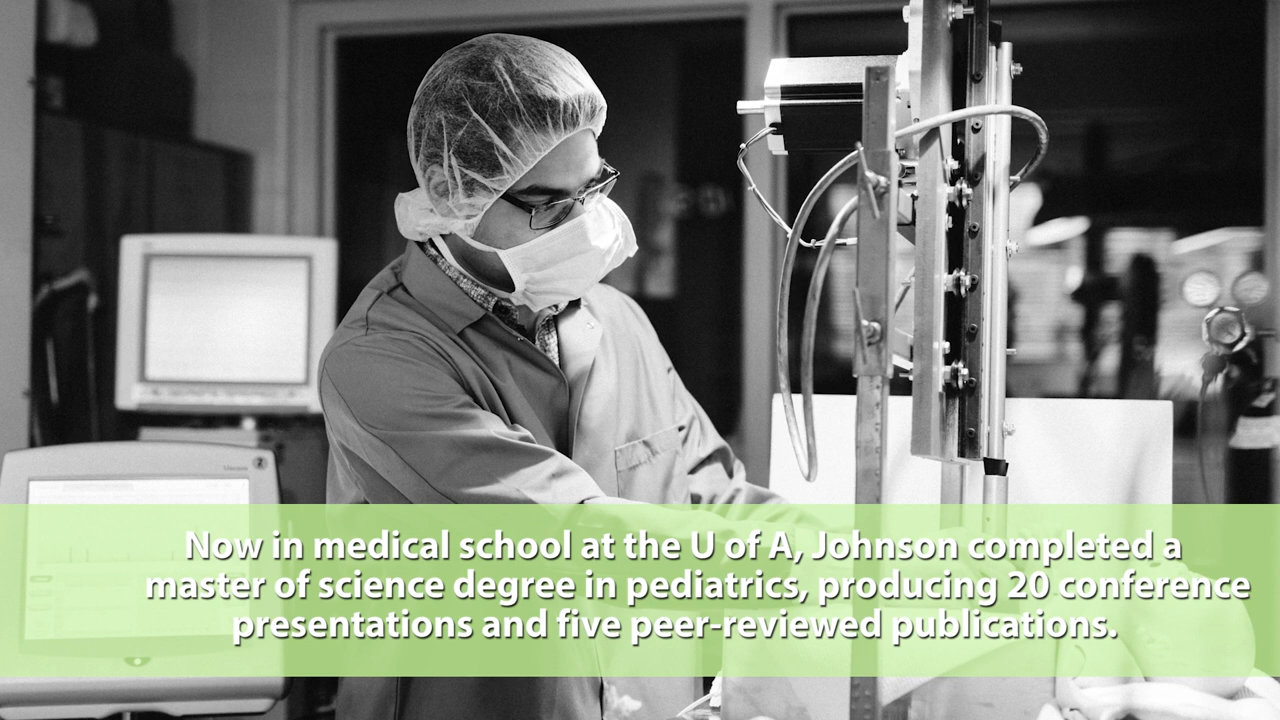 Now in medical school at the U of A, Johnson completed a
master of science degree in pediatrics, producing 20 conference
presentations and five peer-reviewed publications.